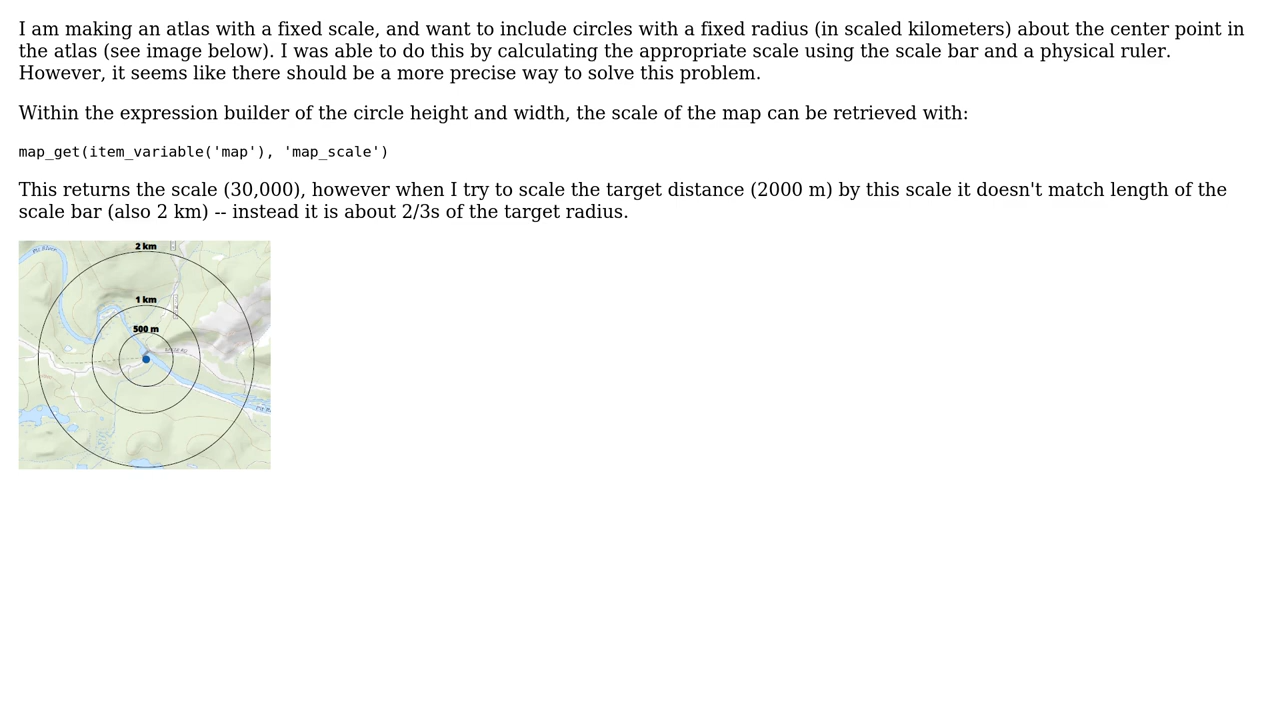 I am making an atlas with a fixed scale, and want to include circles with a fixed radius (in scaled kilometers) about the center point in
the atlas (see image below). I was able to do this by calculating the appropriate scale using the scale bar and a physical ruler.
However, it seems like there should be a more precise way to solve this problem.
Within the expression builder of the circle height and width, the scale of the map can be retrieved with:
map_get(item_variable('map'), 'map_scale')
This returns the scale (30,000), however when I try to scale the target distance (2000 m) by this scale it doesn't match length of the
scale bar (also 2 km) -- instead it is about 2/3s of the target radius.
2 km
Pit River
1 km
500 m